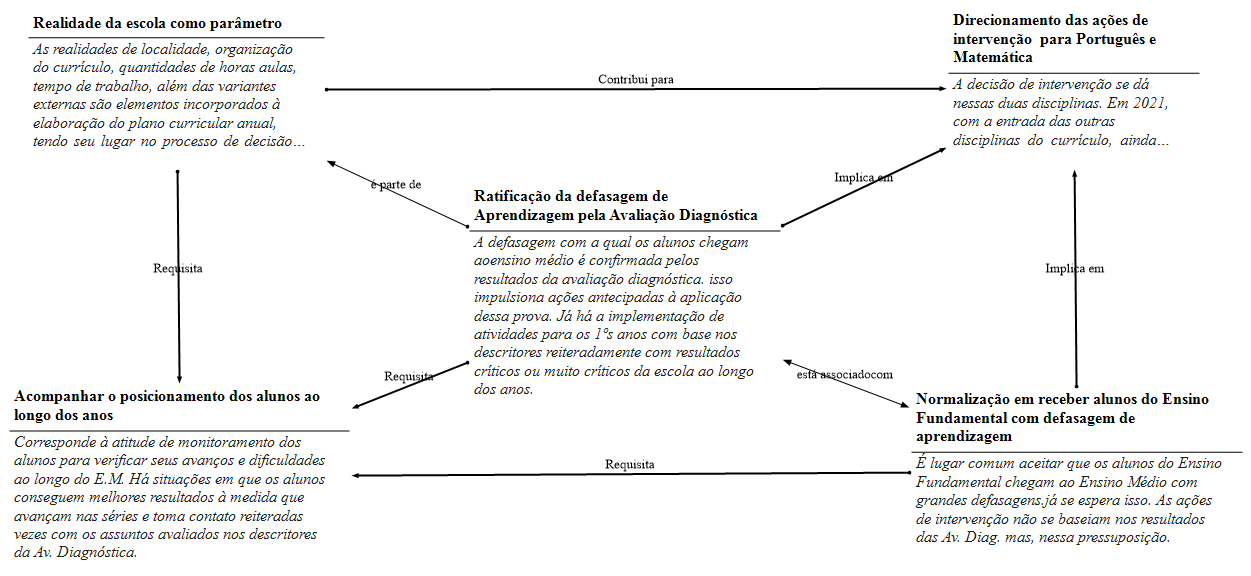 Realidade da escola como parâmetro
As realidades de localidade, organização
do currículo, quantidades de horas aulas,
tempo de trabalho, além das variantes
externas são elementos incorporados à
elaboração do plano curricular anual,
tendo seu lugar no processo de decisão…
Contribui para
Direcionamento das ações de
intervenção para Português e
Matemática
A decisão de intervenção se dá
nessas duas disciplinas. Em 2021,
com a entrada das outras
disciplinas do currículo, ainda…
é parte de
Implica em
Ratificação da defasagem de
Aprendizagem pela Avaliação Diagnóstica
A defasagem com a qual os alunos chegam
aoensino médio é confirmada pelos
resultados da avaliação diagnóstica. isso
impulsiona ações antecipadas à aplicação
dessa prova. Já há a implementação de
atividades para os 1ºs anos com base nos
descritores reiteradamente com resultados
críticos ou muito críticos da escola ao longo
dos anos.
Requisita
Implica em
Requisita
está associadocom
Acompanhar o posicionamento dos alunos ao
longo dos anos
Corresponde à atitude de monitoramento dos
alunos para verificar seus avanços e dificuldades
ao longo do E.M. Há situações em que os alunos
conseguem melhores resultados à medida que
avançam nas séries e toma contato reiteradas
vezes com os assuntos avaliados nos descritores
da Av. Diagnóstica.
Requisita
Normalização em receber alunos do Ensino
Fundamental com defasagem de
aprendizagem
É lugar comum aceitar que os alunos do Ensino
Fundamental chegam ao Ensino Médio com
grandes defasagens.já se espera isso. As ações
de intervenção não se baseiam nos resultados
das Av. Diag. mas, nessa pressuposição.